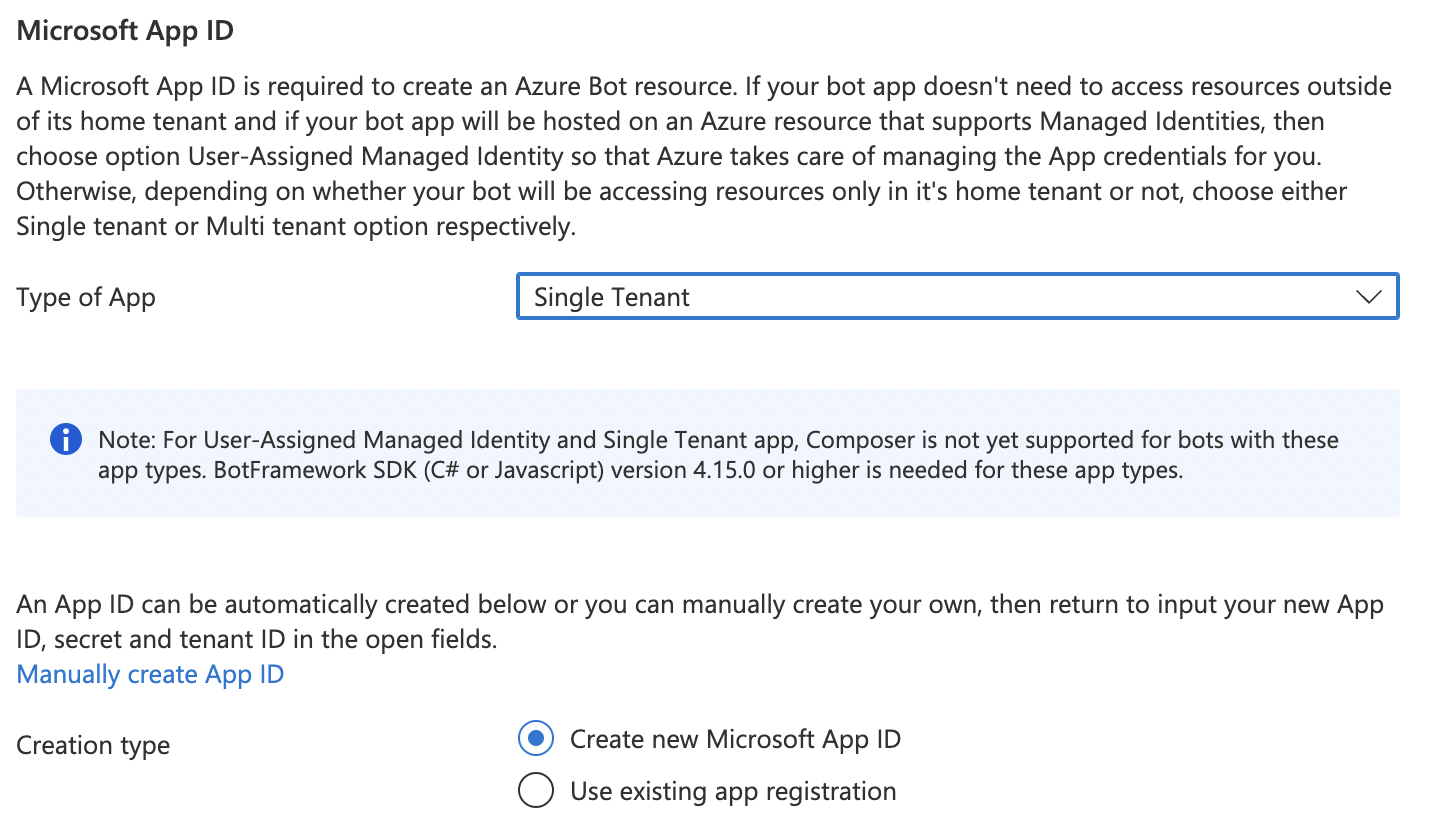 Microsoft App ID
A Microsoft App ID is required to create an Azure Bot resource. If your bot app doesn't need to access resources outside
of its home tenant and if your bot app will be hosted on an Azure resource that supports Managed Identities, then
choose option User-Assigned Managed Identity so that Azure takes care of managing the App credentials for you.
Otherwise, depending on whether your bot will be accessing resources only in it's home tenant or not, choose either
Single tenant or Multi tenant option respectively.
Type of App
Single Tenant
Note: For User-Assigned Managed Identity and Single Tenant app, Composer is not yet supported for bots with these
app types. BotFramework SDK (C# or Javascript) version 4.15.0 or higher is needed for these app types.
An App ID can be automatically created below or you can manually create your own, then return to input your new App
ID, secret and tenant ID in the open fields.
Manually create App ID
Creation type
Create new Microsoft App ID
Use existing app registration